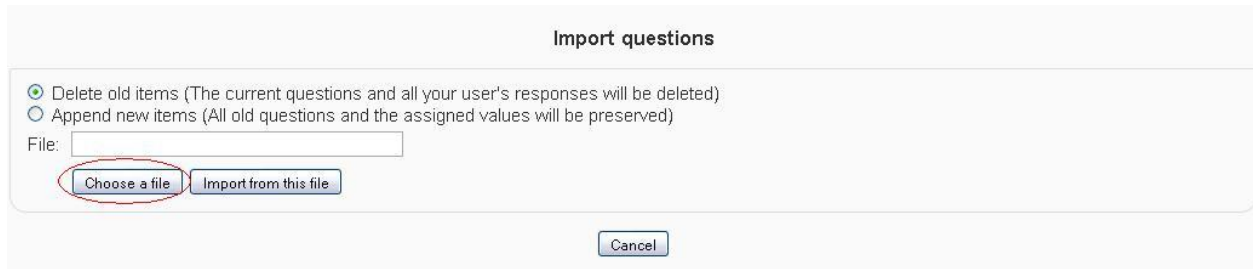 Import questions
Delete old items (The current questions and all your user's responses will be deleted)
Append new items (All old questions and the assigned values will be preserved)
File:
Choose a file Import from this file
Cancel